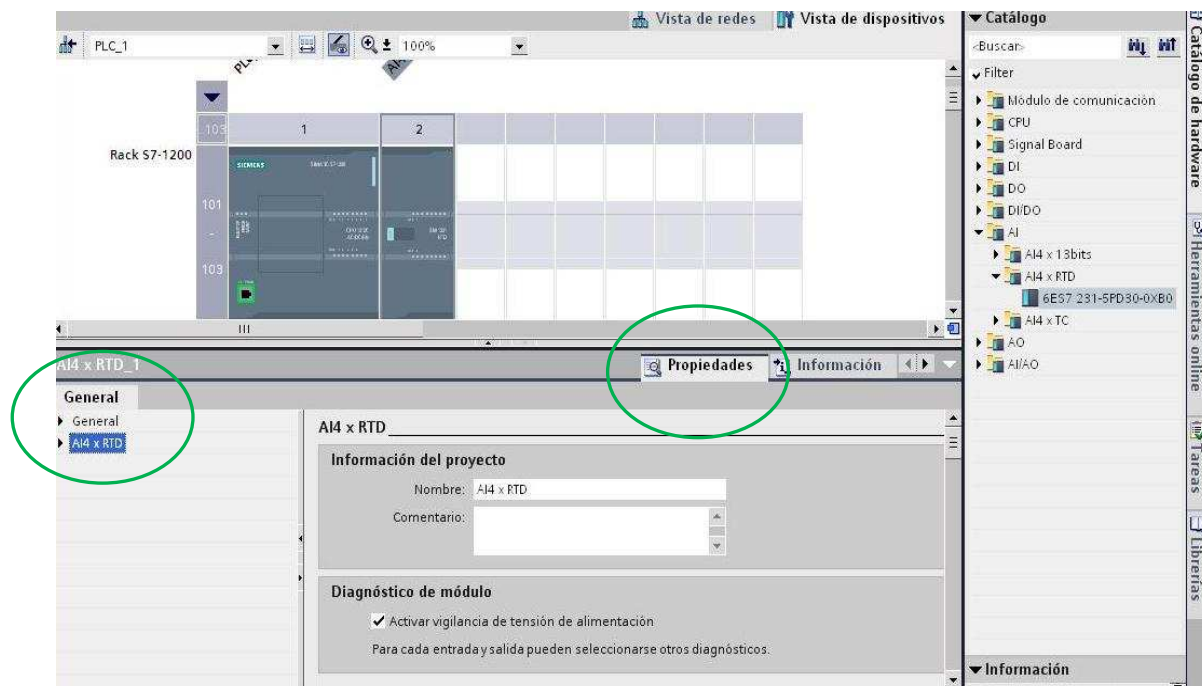 Vista de redes
Vista de dispositivos
PLC_1
100%
103
1
2
Rack S7-1200
SIEMENS
101
-
103
AI4 x RTD_1
Propiedades
Información
General
General
AI4 x RTD
AI4 x RTD
Información del proyecto
Nombre: AI4 x RTD
Comentario:
Diagnóstico de módulo
Activar vigilancia de tensión de alimentación
Para cada entrada y salida pueden seleccionarse otros diagnósticos.
Catálogo
<Buscar>
Filter
Módulo de comunicación
CPU
Signal Board
DI
DO
DI/DO
AI
AI4 x 13bits
AI4 x RTD
6ES7 231-5PD30-0XB0
AI4 x TC
AO
AI/AO
Información
Catálogo de hardware
Herramientas online
Tareas
Librerías